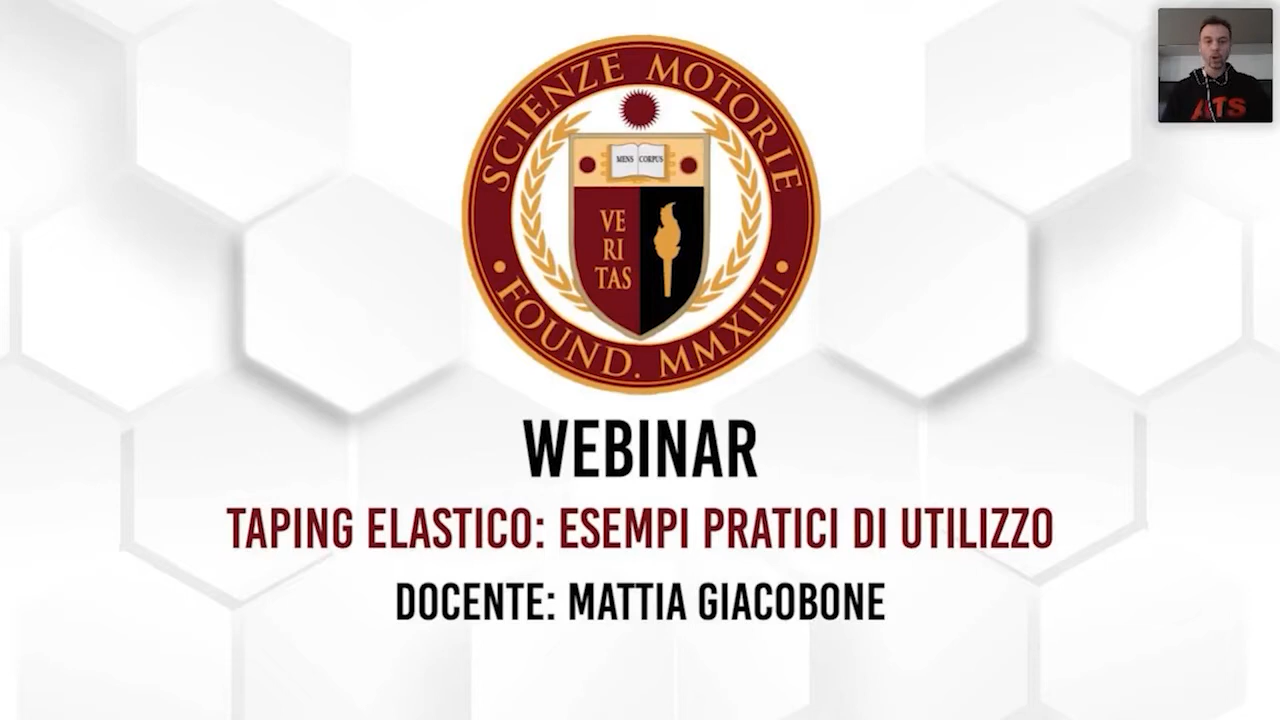 SCIENZE MOTORIE
MENS CORPUS
VE
RI
TAS
FOUND. MMXIII
ATS
WEBINAR
TAPING ELASTICO: ESEMPI PRATICI DI UTILIZZO
DOCENTE: MATTIA GIACOBONE